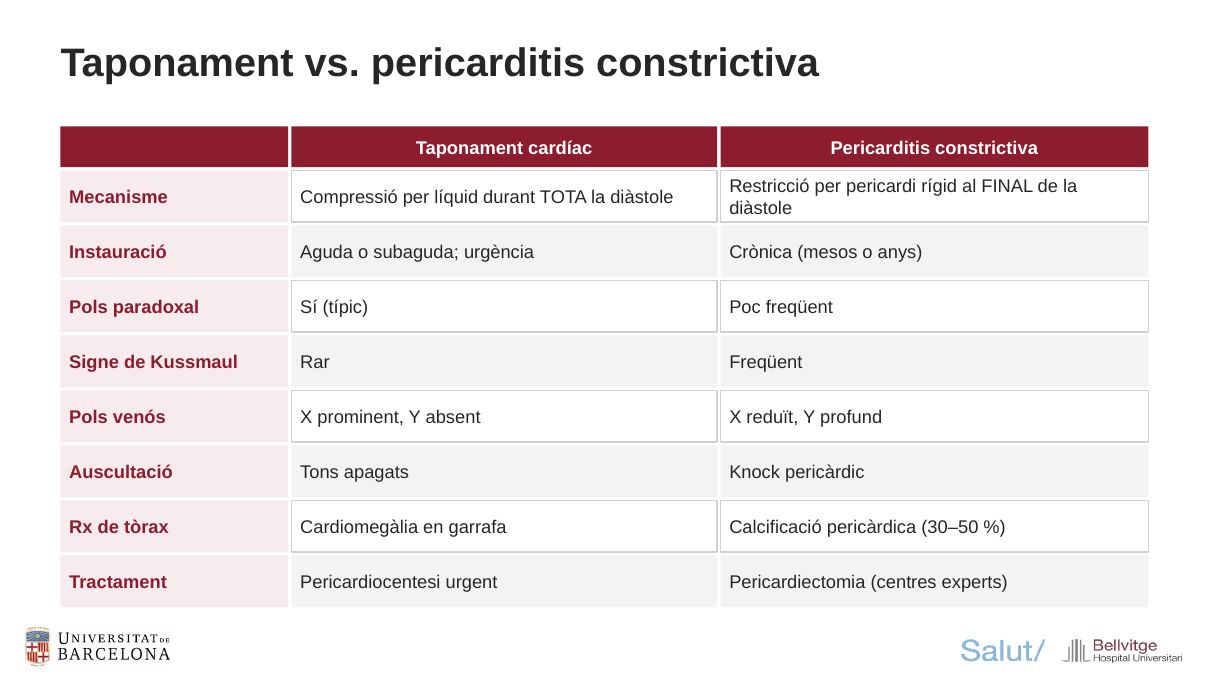 Taponament vs. pericarditis constrictiva
Taponament cardíac
Pericarditis constrictiva
Mecanisme
Compressió per líquid durant TOTA la diàstole
Restricció per pericardi rígid al FINAL de la
diàstole
Instauració
Aguda o subaguda; urgència
Crònica (mesos o anys)
Pols paradoxal
Sí (típic)
Poc freqüent
Signe de Kussmaul
Rar
Freqüent
Pols venós
X prominent, Y absent
X reduït, Y profund
Auscultació
Tons apagats
Knock pericàrdic
Rx de tòrax
Cardiomegàlia en garrafa
Calcificació pericàrdica (30–50 %)
Tractament
Pericardiocentesi urgent
Pericardiectomia (centres experts)
UNIVERSITAT DE
BARCELONA
Salut/
Bellvitge
Hospital Universitari